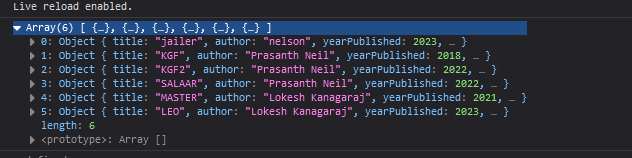 Live reload enabled.
▼ Array(6) [ {…}, {…}, {…}, {…}, {…}, {…} ]
▶ 0: Object { title: "jailer", author: "nelson", yearPublished: 2023, … }
▶ 1: Object { title: "KGF", author: "Prasanth Neil", yearPublished: 2018, … }
▶ 2: Object { title: "KGF2", author: "Prasanth Neil", yearPublished: 2022, … }
▶ 3: Object { title: "SALAAR", author: "Prasanth Neil", yearPublished: 2022, … }
▶ 4: Object { title: "MASTER", author: "Lokesh Kanagaraj", yearPublished: 2021, … }
▶ 5: Object { title: "LEO", author: "Lokesh Kanagaraj", yearPublished: 2023, … }
length: 6
▶ <prototype>: Array []